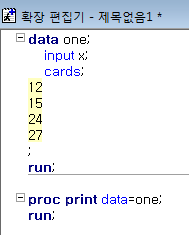 확장 편집기 - 제목없음1 *
data one;
input x;
cards;
12
15
24
27
;
run;
proc print data=one;
run;